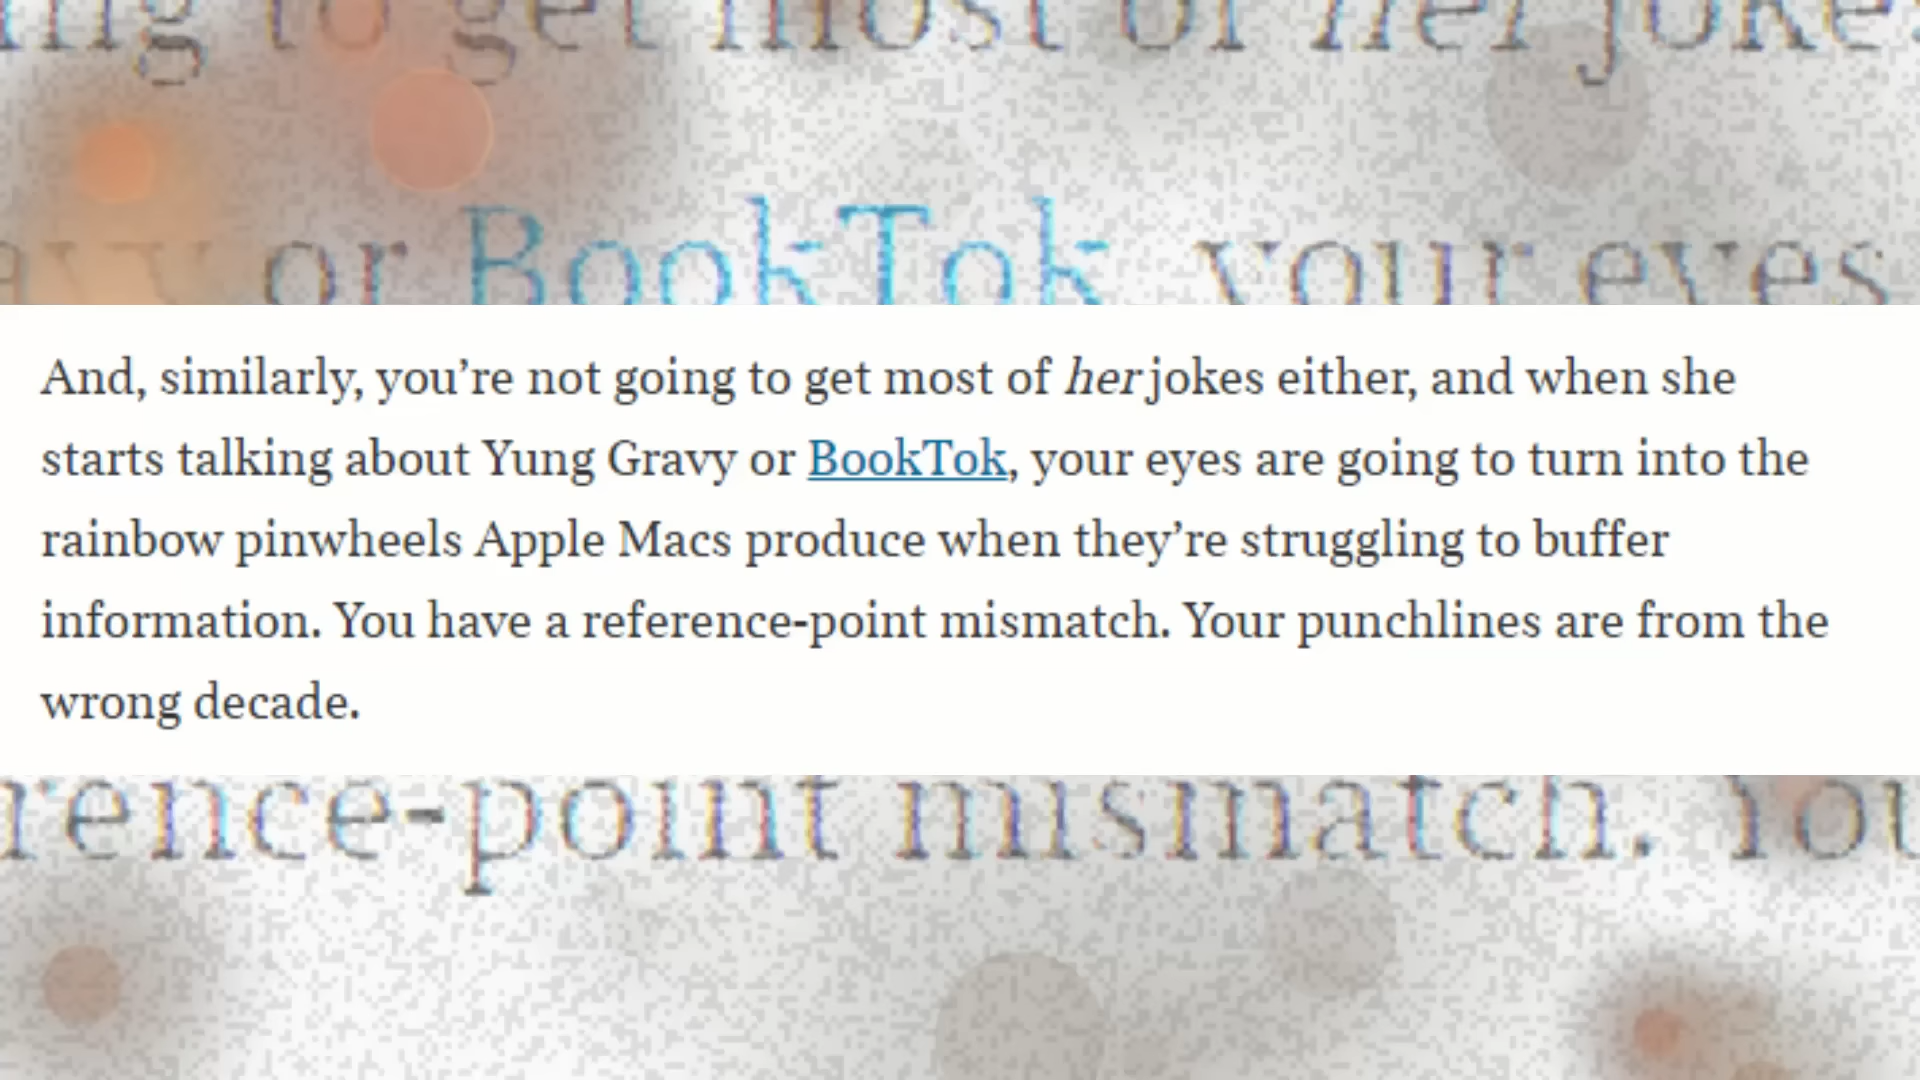 ing to get most of her joke
or BookTok, your eyes
And, similarly, you’re not going to get most of her jokes either, and when she
starts talking about Yung Gravy or BookTok, your eyes are going to turn into the
rainbow pinwheels Apple Macs produce when they’re struggling to buffer
information. You have a reference-point mismatch. Your punchlines are from the
wrong decade.
rence-point mismatch. You